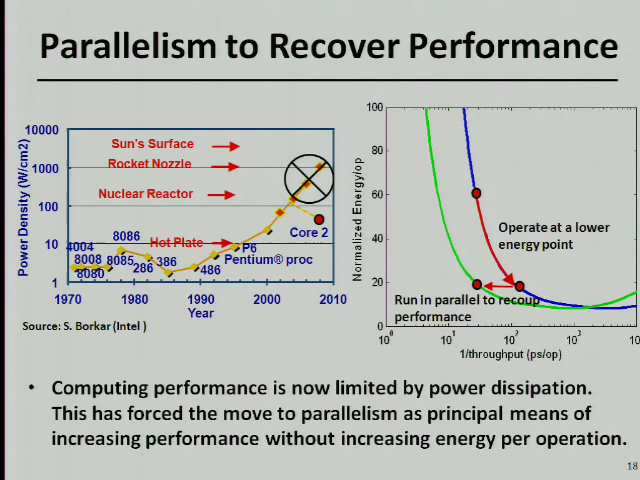 Parallelism to Recover Performance
10000
1000
100
10
1
Power Density (W/cm2)
Sun's Surface
Rocket Nozzle
Nuclear Reactor
Hot Plate
4004
8008
8080
8086
8085
286
386
486
P6
Pentium® proc
Core 2
1970
1980
1990
2000
2010
Year
Source: S. Borkar (Intel )
100
80
60
40
20
0
Normalized Energy/op
Operate at a lower
energy point
Run in parallel to recoup
performance
10^0
10^1
10^2
10^3
10
1/throughput (ps/op)
• Computing performance is now limited by power dissipation.
This has forced the move to parallelism as principal means of
increasing performance without increasing energy per operation.
18